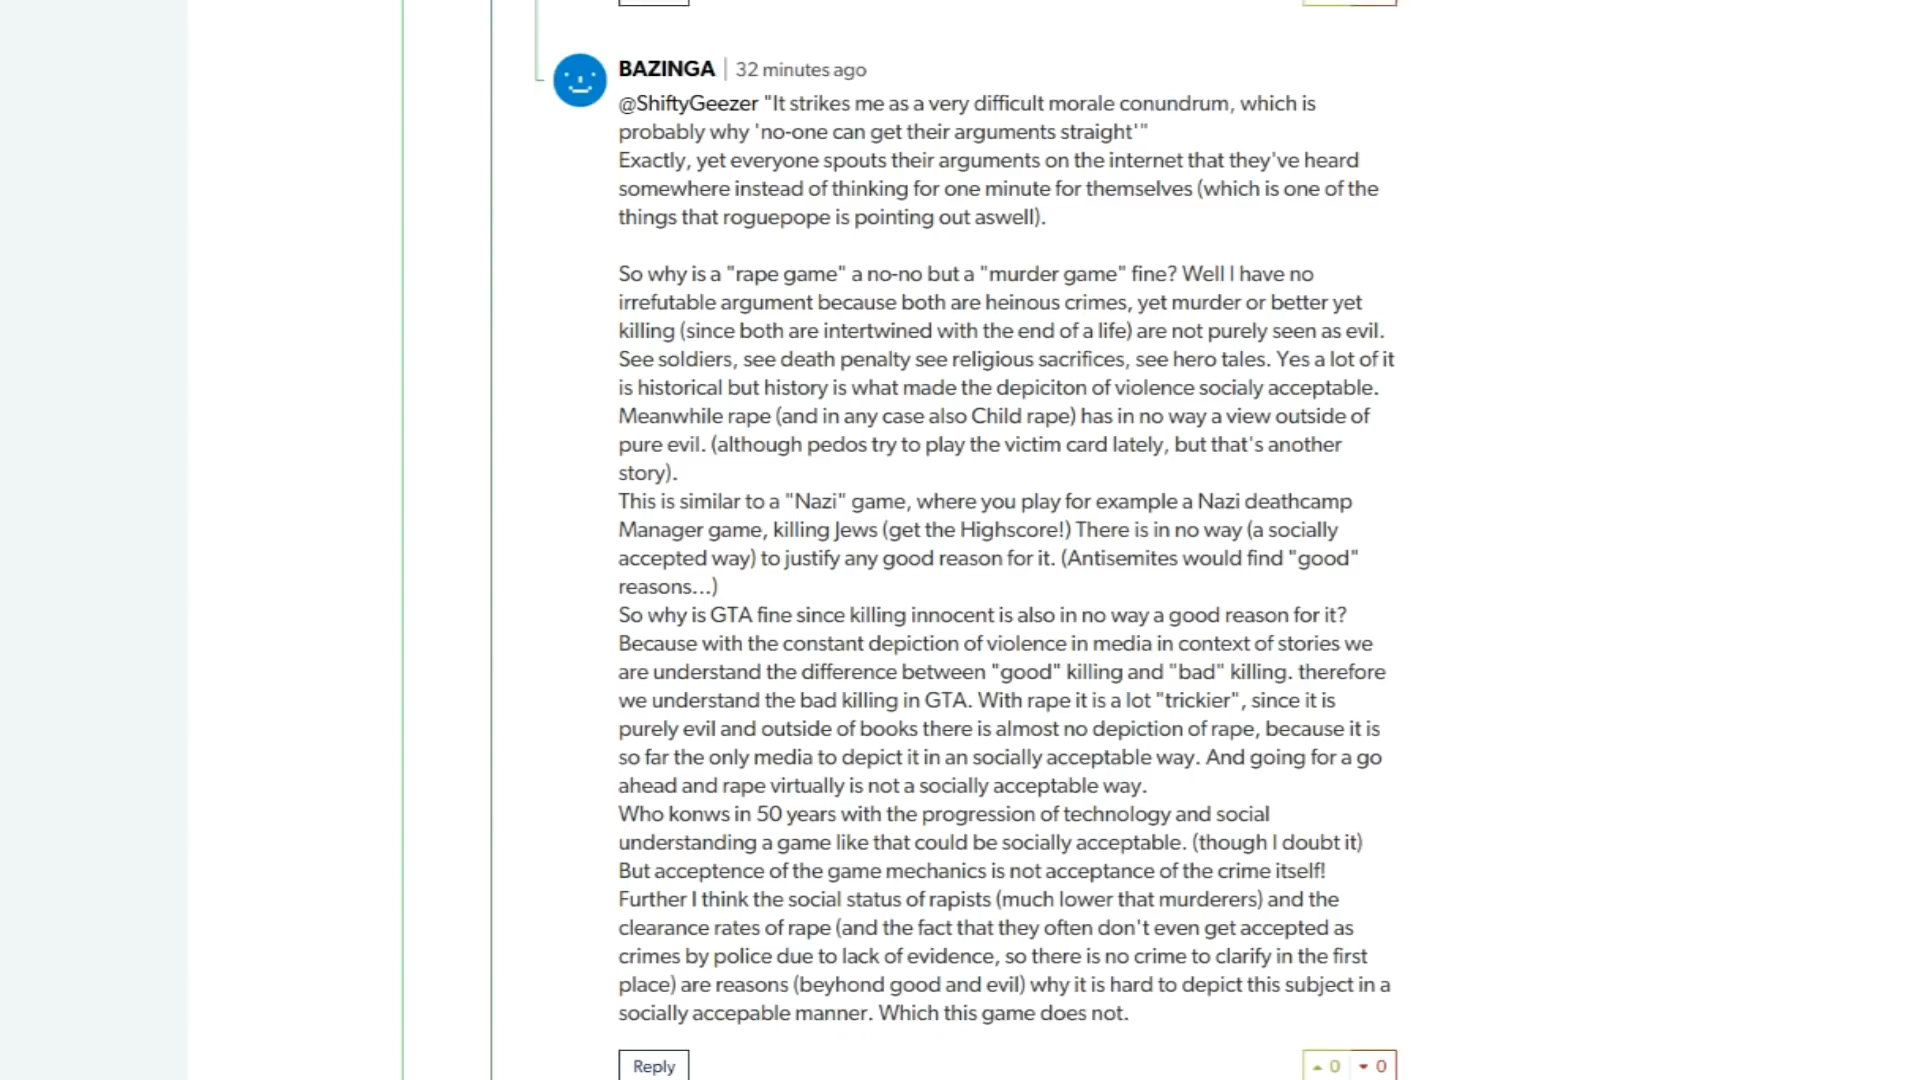 BAZINGA | 32 minutes ago
@ShiftyGeezer "It strikes me as a very difficult morale conundrum, which is
probably why 'no-one can get their arguments straight'"
Exactly, yet everyone spouts their arguments on the internet that they've heard
somewhere instead of thinking for one minute for themselves (which is one of the
things that roguepope is pointing out aswell).
So why is a "rape game" a no-no but a "murder game" fine? Well I have no
irrefutable argument because both are heinous crimes, yet murder or better yet
killing (since both are intertwined with the end of a life) are not purely seen as evil.
See soldiers, see death penalty see religious sacrifices, see hero tales. Yes a lot of it
is historical but history is what made the depiciton of violence socialy acceptable.
Meanwhile rape (and in any case also Child rape) has in no way a view outside of
pure evil. (although pedos try to play the victim card lately, but that's another
story).
This is similar to a "Nazi" game, where you play for example a Nazi deathcamp
Manager game, killing Jews (get the Highscore!) There is in no way (a socially
accepted way) to justify any good reason for it. (Antisemites would find "good"
reasons...)
So why is GTA fine since killing innocent is also in no way a good reason for it?
Because with the constant depiction of violence in media in context of stories we
are understand the difference between "good" killing and "bad" killing. therefore
we understand the bad killing in GTA. With rape it is a lot "trickier", since it is
purely evil and outside of books there is almost no depiction of rape, because it is
so far the only media to depict it in an socially acceptable way. And going for a go
ahead and rape virtually is not a socially acceptable way.
Who konws in 50 years with the progression of technology and social
understanding a game like that could be socially acceptable. (though I doubt it)
But acceptence of the game mechanics is not acceptance of the crime itself!
Further I think the social status of rapists (much lower that murderers) and the
clearance rates of rape (and the fact that they often don't even get accepted as
crimes by police due to lack of evidence, so there is no crime to clarify in the first
place) are reasons (beyhond good and evil) why it is hard to depict this subject in a
socially accepable manner. Which this game does not.
Reply 0 0